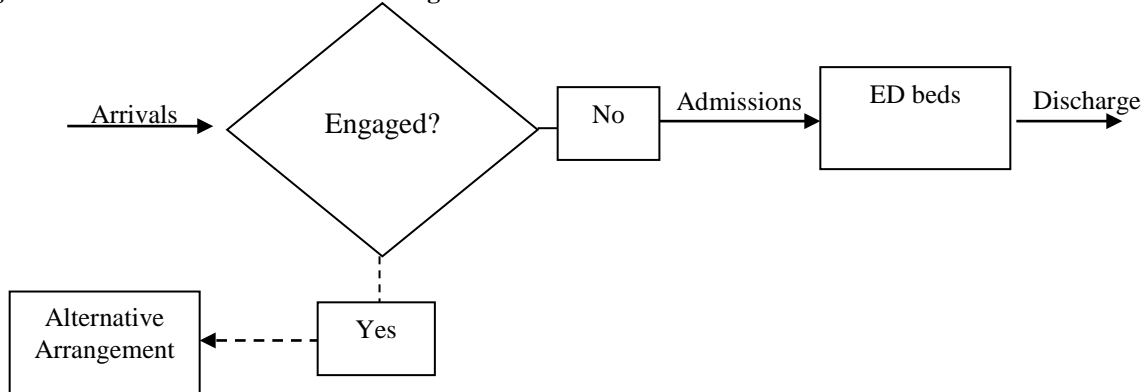 Arrivals
Engaged?
No
Admissions
ED beds
Discharge
Yes
Alternative
Arrangement